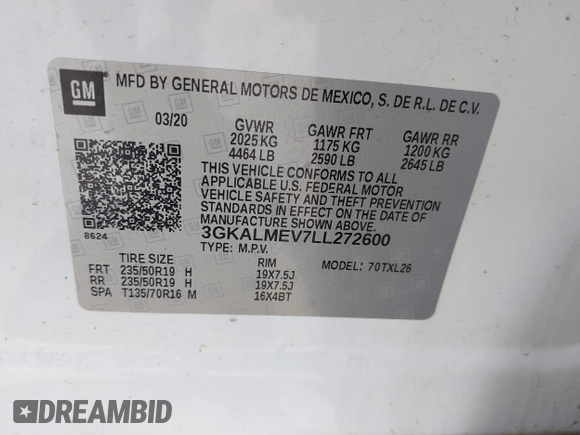 GM
MFD BY GENERAL MOTORS DE MEXICO, S. DE R.L. DE C.V.
03/20 GVWR GAWR FRT GAWR RR
2025 KG 1175 KG 1200 KG
4464 LB 2590 LB 2645 LB
THIS VEHICLE CONFORMS TO ALL
APPLICABLE U.S. FEDERAL MOTOR
VEHICLE SAFETY AND THEFT PREVENTION
STANDARDS IN EFFECT ON THE DATE OF
MANUFACTURE SHOWN ABOVE.
8624 3GKALMEV7LL272600
TYPE: M.P.V. MODEL: 70TXL26
TIRE SIZE RIM
FRT 235/50R19 H 19X7.5J
RR 235/50R19 H 19X7.5J
SPA T135/70R16 M 16X4BT
DREAMBID